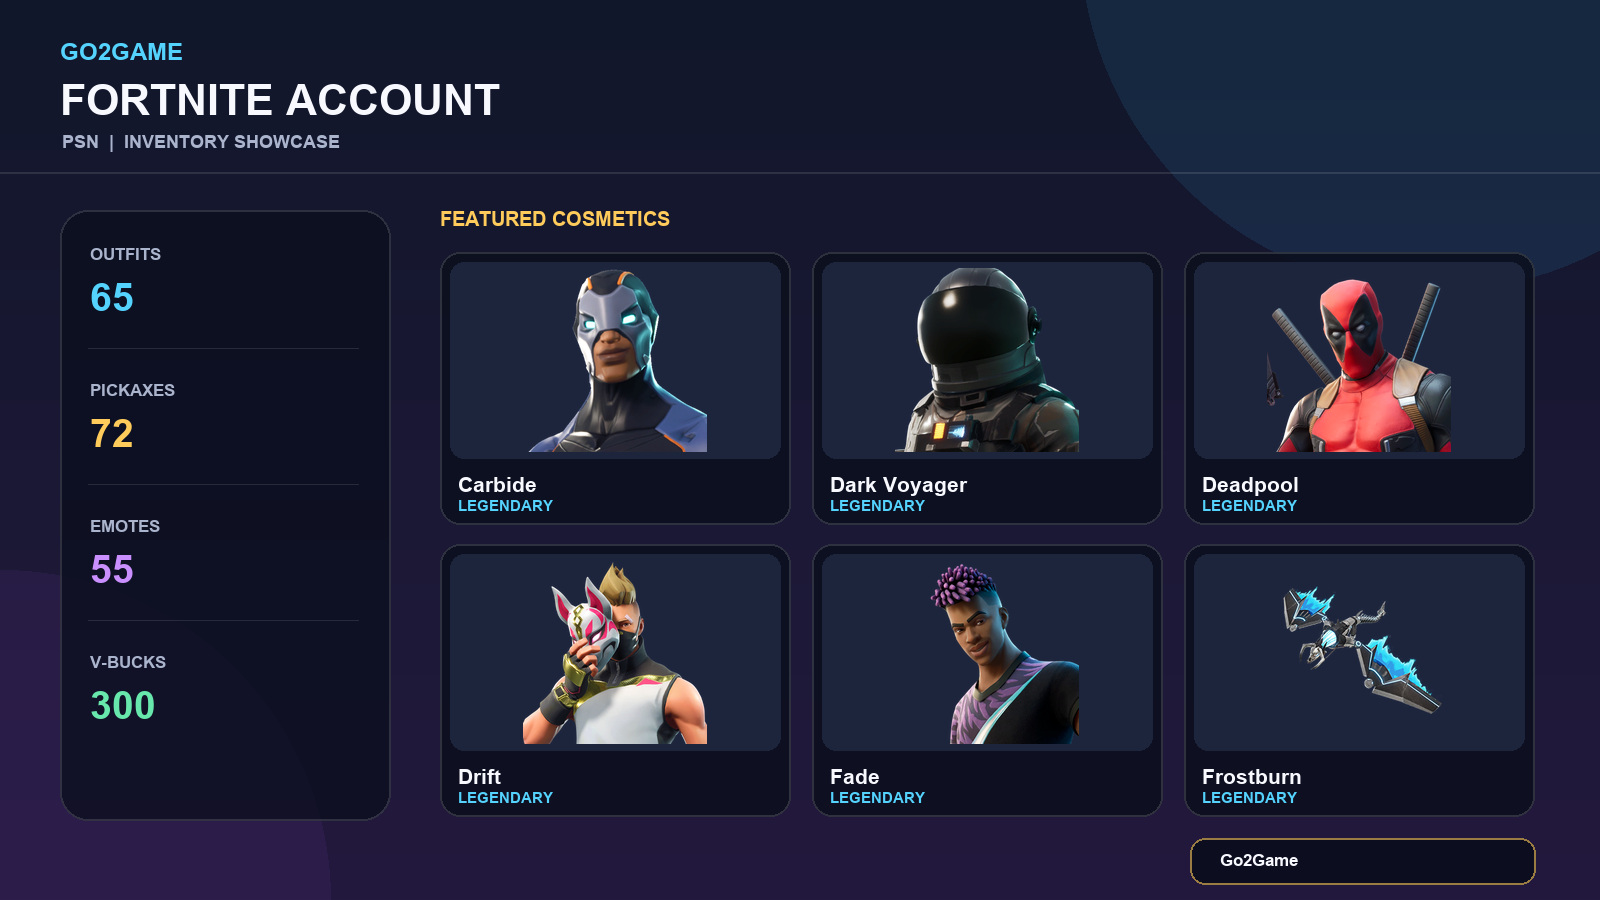 GO2GAME
FORTNITE ACCOUNT
PSN | INVENTORY SHOWCASE
OUTFITS
65
PICKAXES
72
EMOTES
55
V-BUCKS
300
FEATURED COSMETICS
Carbide
LEGENDARY
Dark Voyager
LEGENDARY
Deadpool
LEGENDARY
Drift
LEGENDARY
Fade
LEGENDARY
Frostburn
LEGENDARY
Go2Game